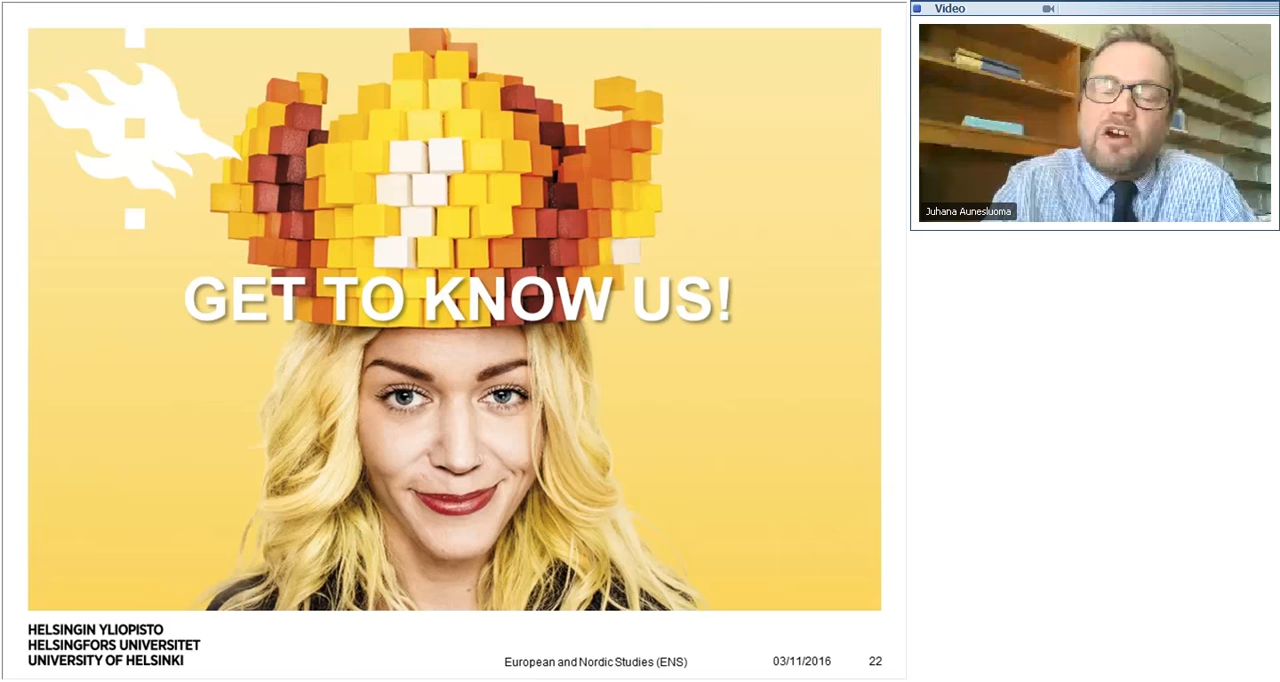 GET TO KNOW US!
HELSINGIN YLIOPISTO
HELSINGFORS UNIVERSITET
UNIVERSITY OF HELSINKI
European and Nordic Studies (ENS)
03/11/2016
22
Video
Juhana Aunesluoma